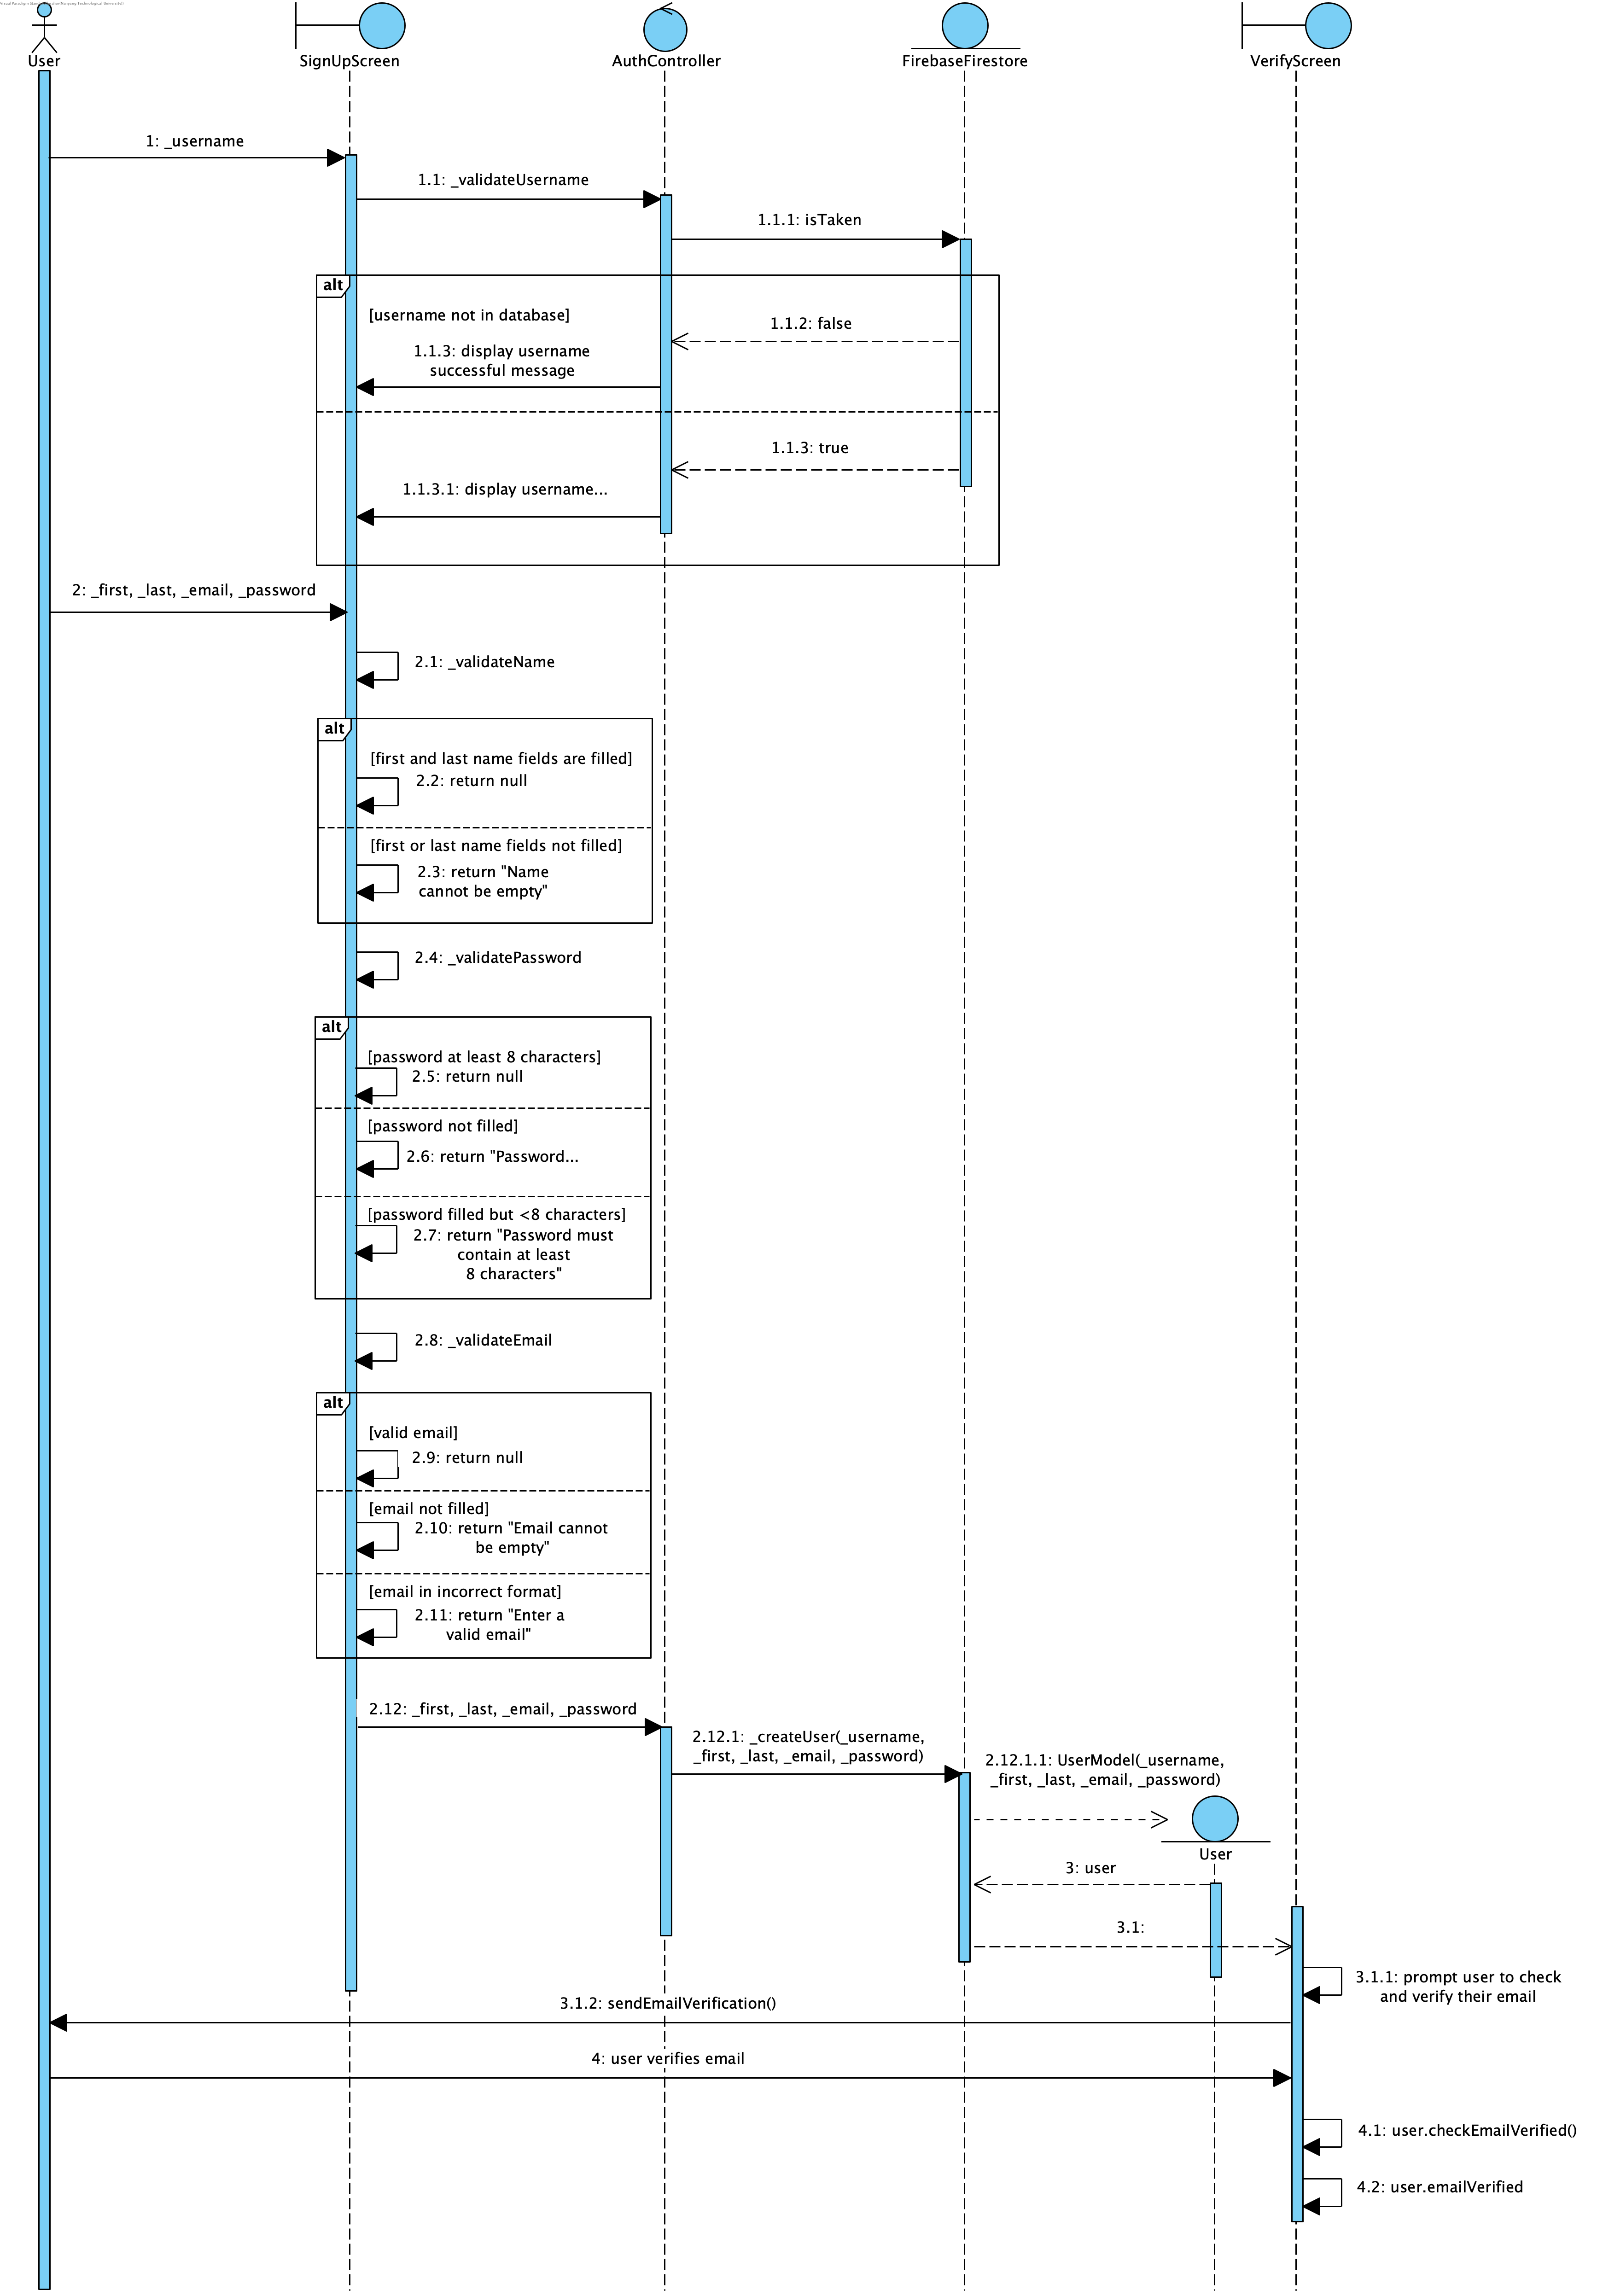 User
SignUpScreen
AuthController
FirebaseFirestore
VerifyScreen
1: _username
1.1: _validateUsername
1.1.1: isTaken
alt
[username not in database]
1.1.2: false
1.1.3: display username
successful message
1.1.3: true
1.1.3.1: display username...
2: _first, _last, _email, _password
2.1: _validateName
alt
[first and last name fields are filled]
2.2: return null
[first or last name fields not filled]
2.3: return "Name
cannot be empty"
2.4: _validatePassword
alt
[password at least 8 characters]
2.5: return null
[password not filled]
2.6: return "Password...
[password filled but <8 characters]
2.7: return "Password must
contain at least
8 characters"
2.8: _validateEmail
alt
[valid email]
2.9: return null
[email not filled]
2.10: return "Email cannot
be empty"
[email in incorrect format]
2.11: return "Enter a
valid email"
2.12: _first, _last, _email, _password
2.12.1: _createUser(_username,
_first, _last, _email, _password)
2.12.1.1: UserModel(_username,
_first, _last, _email, _password)
User
3: user
3.1:
3.1.1: prompt user to check
and verify their email
3.1.2: sendEmailVerification()
4: user verifies email
4.1: user.checkEmailVerified()
4.2: user.emailVerified